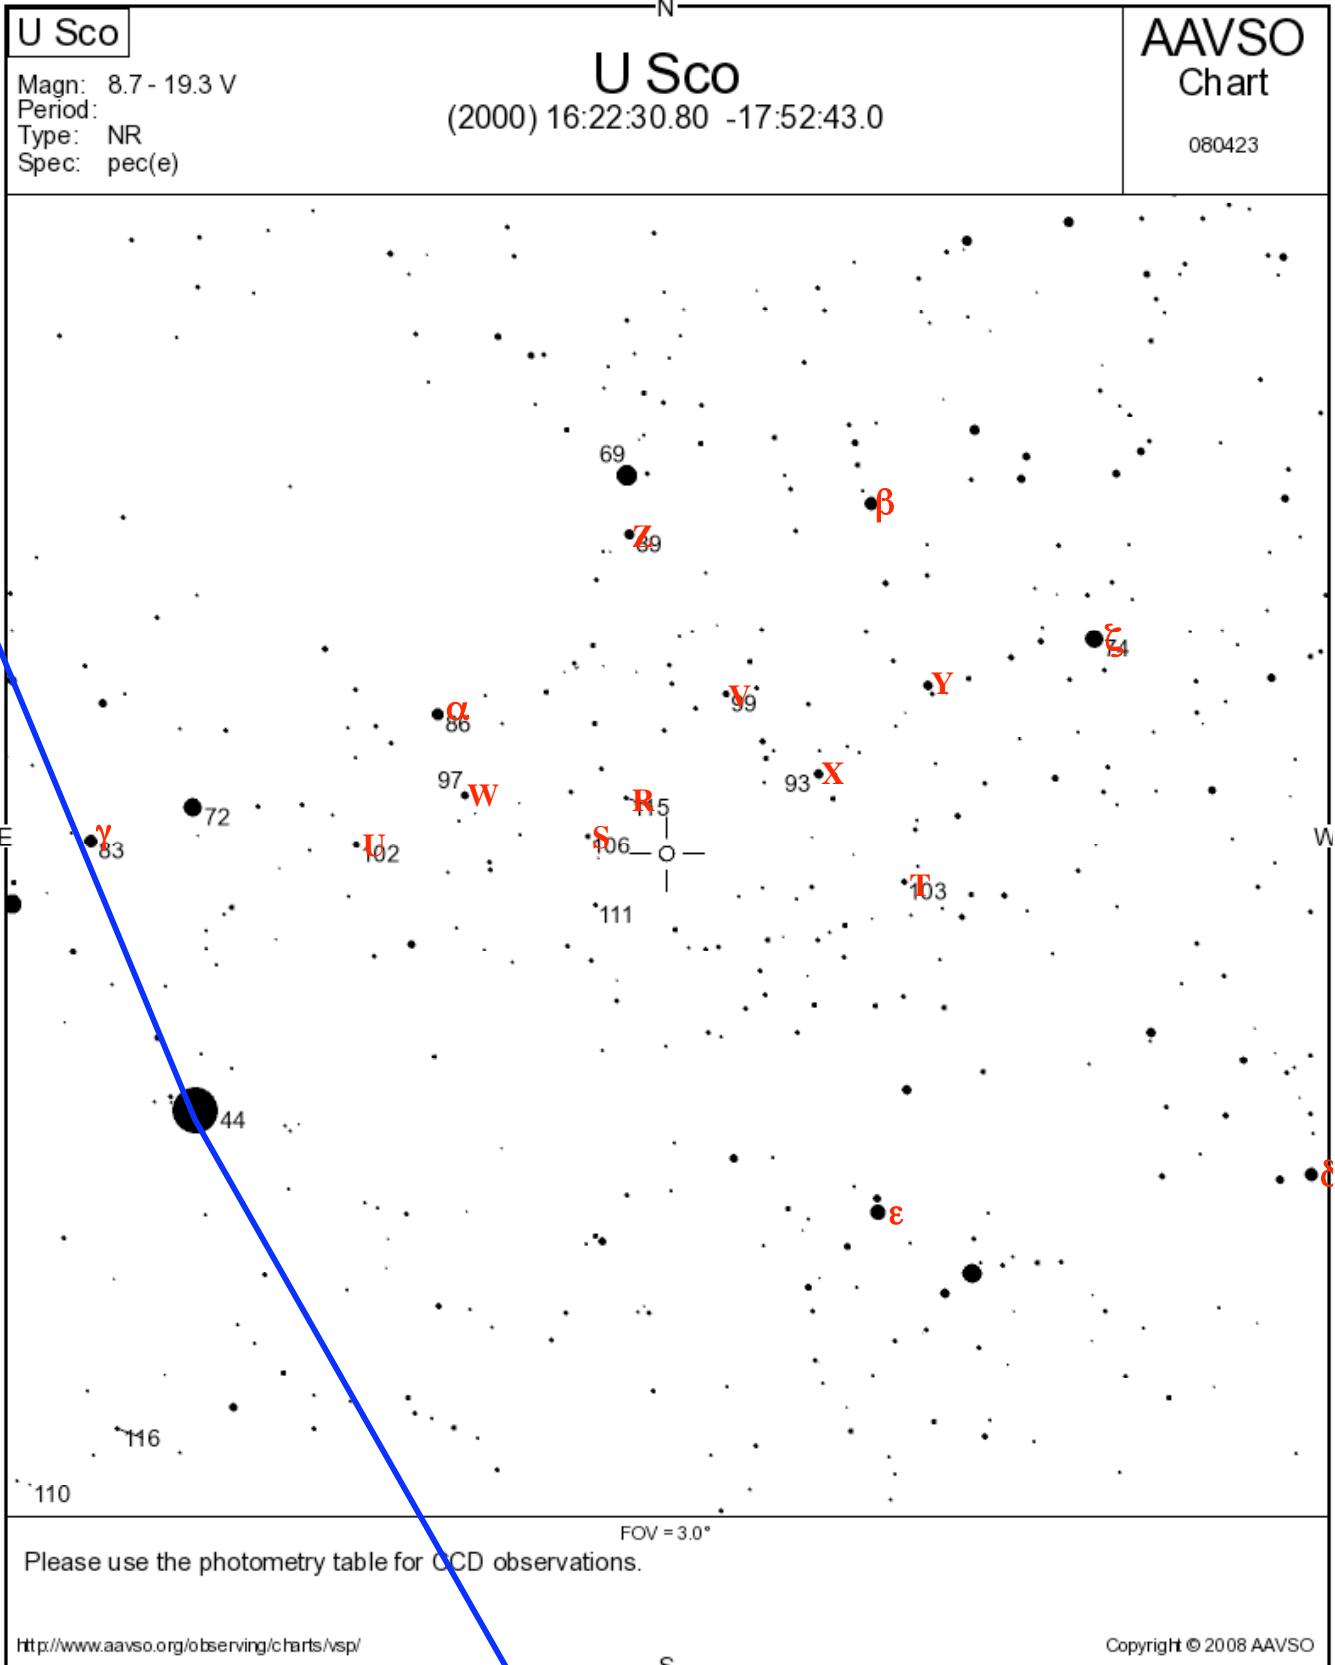 N
U Sco
Magn: 8.7 - 19.3 V
Period:
Type: NR
Spec: pec(e)
U Sco
(2000) 16:22:30.80 -17:52:43.0
AAVSO
Chart
080423
69
β
Z
89
ζ
74
Y
V
99
α
86
X
93
97
W
R
115
72
γ
83
U
102
S
106
E
W
T
103
111
44
δ
ε
116
110
FOV = 3.0°
Please use the photometry table for CCD observations.
http://www.aavso.org/observing/charts/vsp/
Copyright © 2008 AAVSO
S